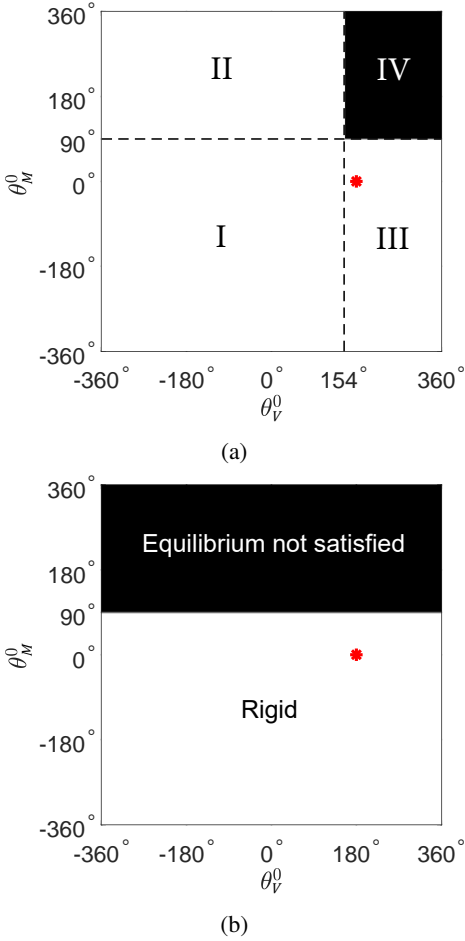 360°
II
IV
180°
90°
θ_M^0
0°
I
III
-180°
-360°
-360° -180° 0° 154° 360°
θ_V^0
(a)
360°
Equilibrium not satisfied
180°
90°
θ_M^0
0°
Rigid
-180°
-360°
-360° -180° 0° 180° 360°
θ_V^0
(b)